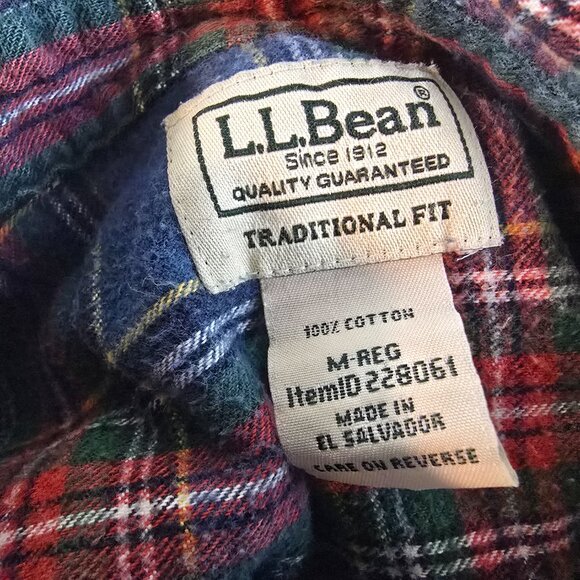 L.L.Bean®
Since 1912
QUALITY GUARANTEED
TRADITIONAL FIT
100% COTTON
M-REG
ItemID 228061
MADE IN
EL SALVADOR
CARE ON REVERSE